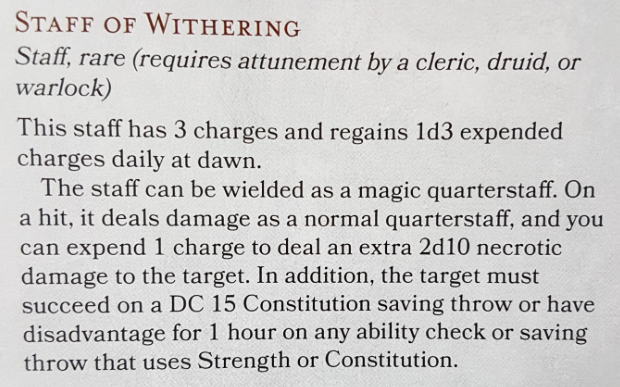 STAFF OF WITHERING
Staff, rare (requires attunement by a cleric, druid, or
warlock)
This staff has 3 charges and regains 1d3 expended
charges daily at dawn.
The staff can be wielded as a magic quarterstaff. On
a hit, it deals damage as a normal quarterstaff, and you
can expend 1 charge to deal an extra 2d10 necrotic
damage to the target. In addition, the target must
succeed on a DC 15 Constitution saving throw or have
disadvantage for 1 hour on any ability check or saving
throw that uses Strength or Constitution.